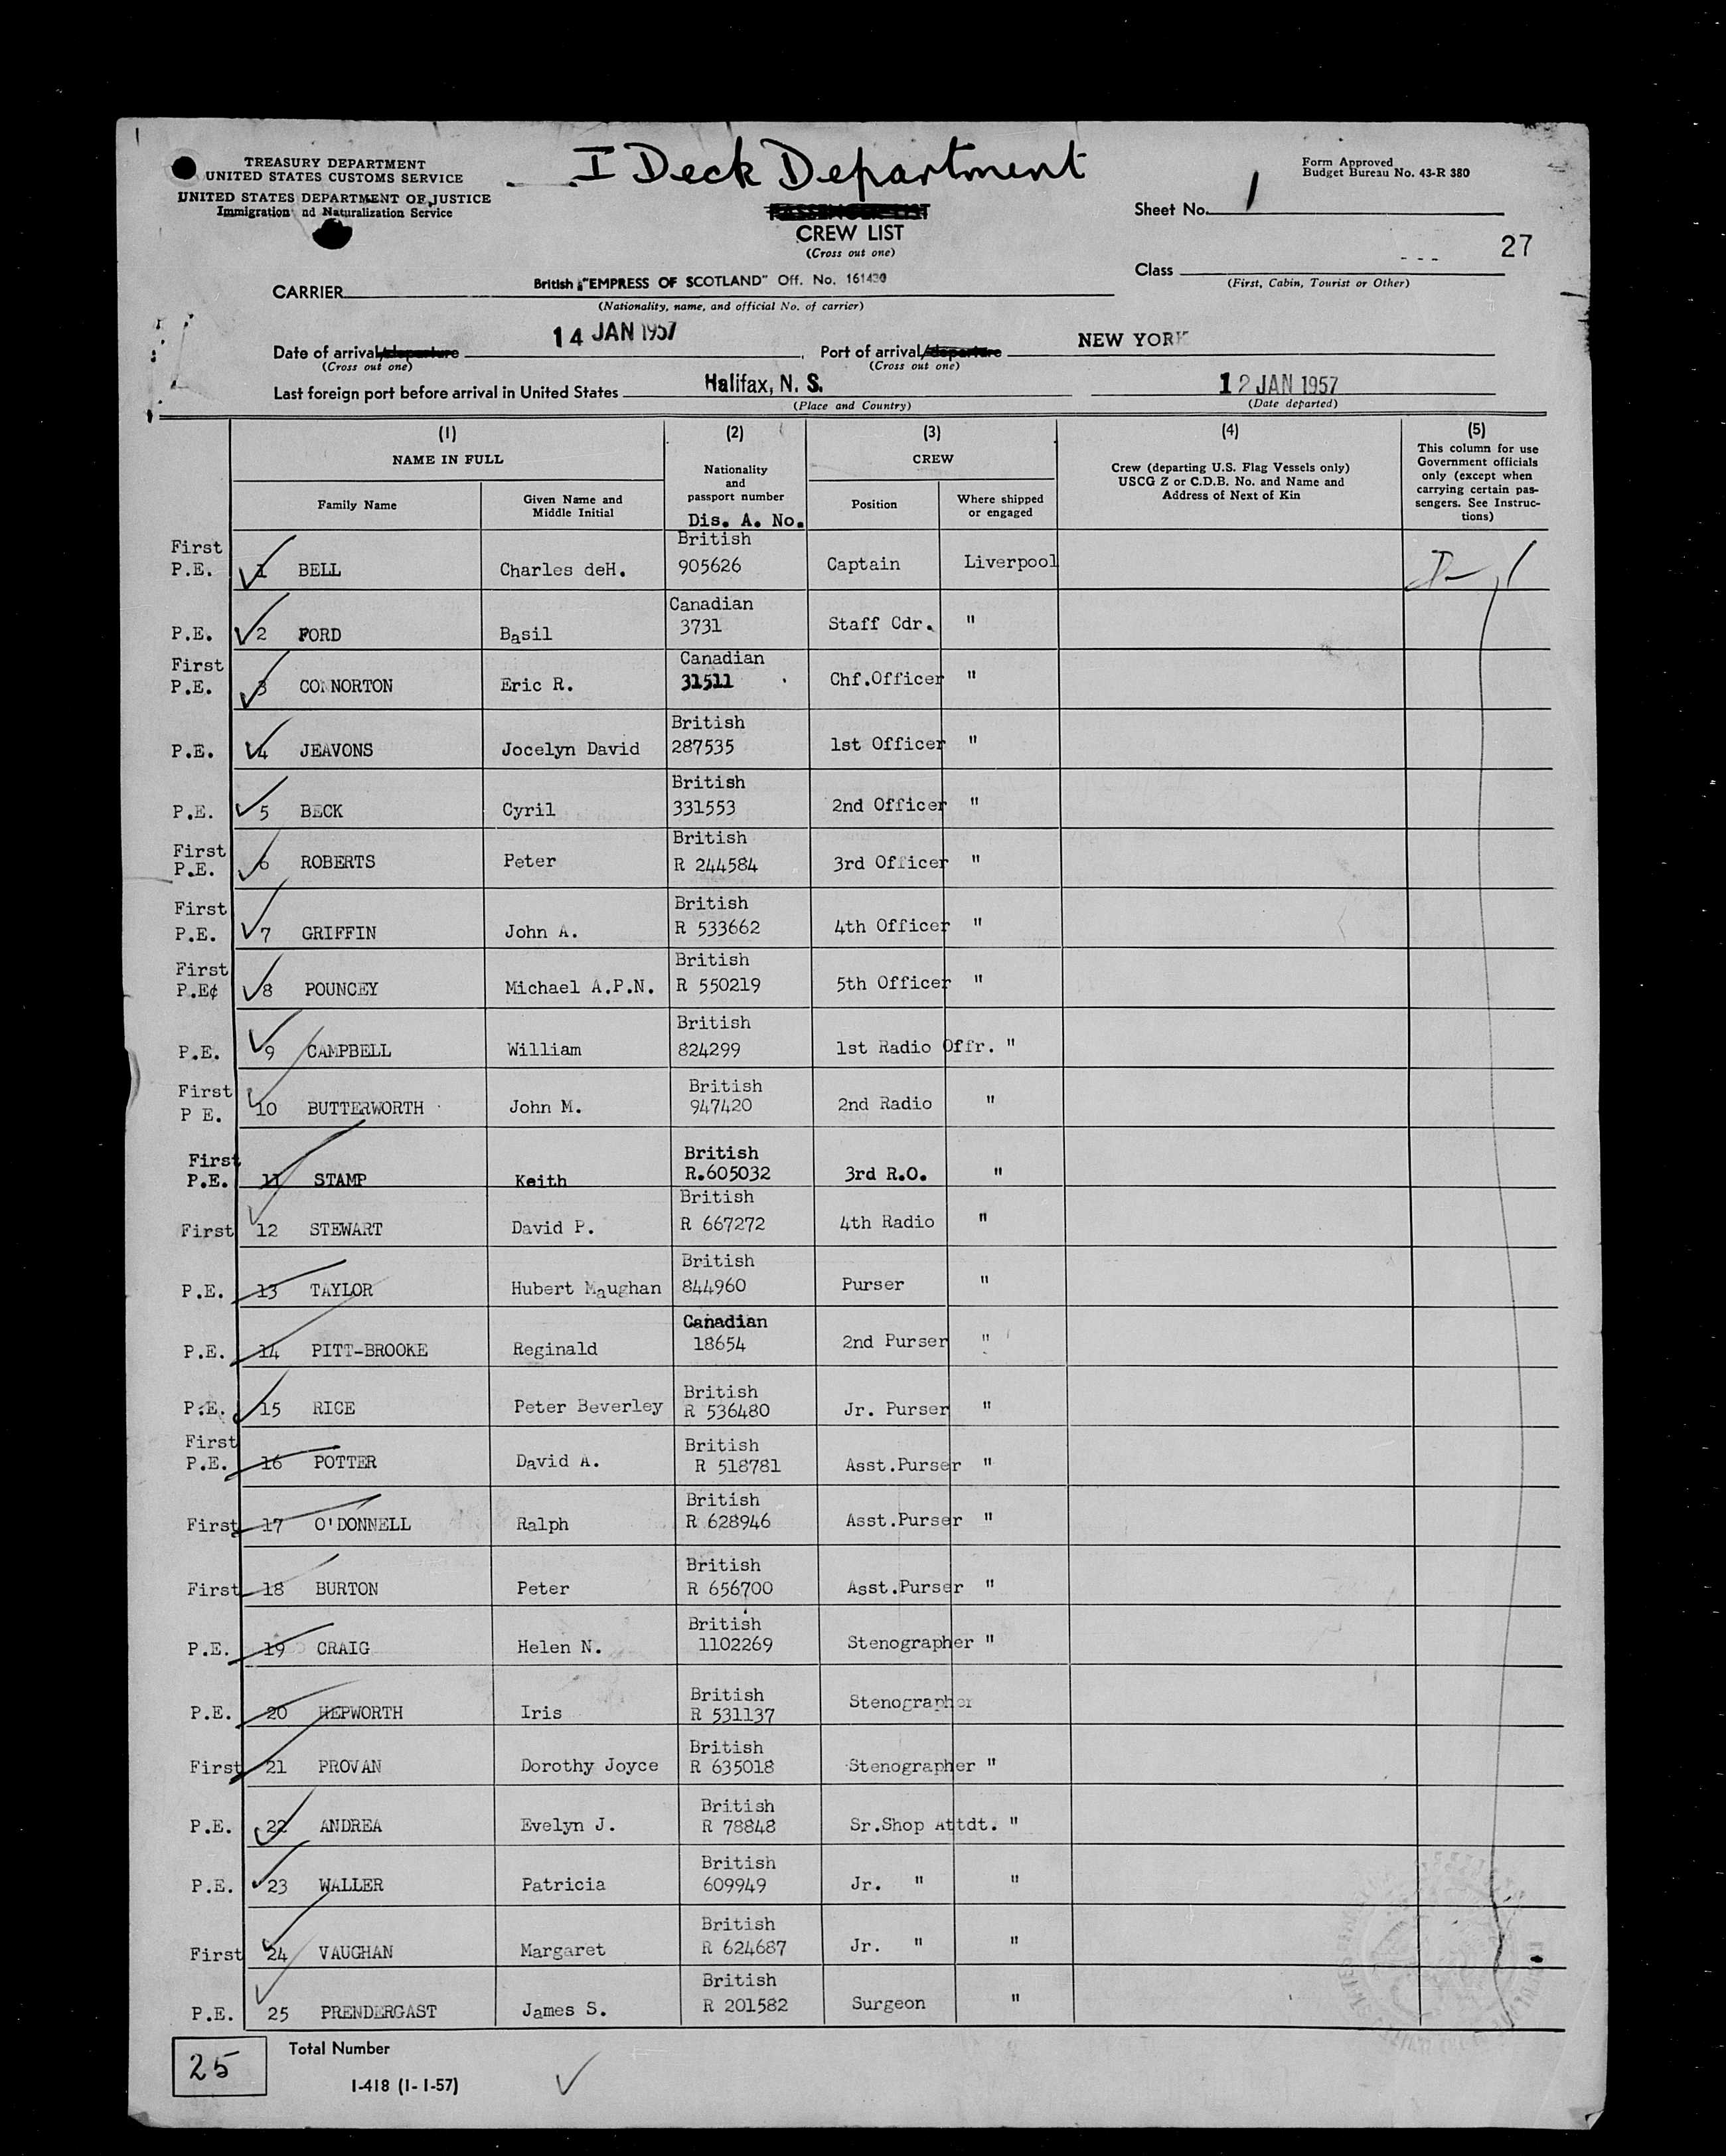 I Deck Department
TREASURY DEPARTMENT
UNITED STATES CUSTOMS SERVICE
UNITED STATES DEPARTMENT OF JUSTICE
Immigration nd Naturalization Service
Form Approved
Budget Bureau No. 43-R 380
PASSENGER LIST
CREW LIST
(Cross out one)
Sheet No. 1
27
Class - - -
(First, Cabin, Tourist or Other)
CARRIER British "EMPRESS OF SCOTLAND" Off. No. 161430
(Nationality, name, and official No. of carrier)
Date of arrival/departure 14 JAN 1957 Port of arrival/departure NEW YORK
(Cross out one) (Cross out one)
Last foreign port before arrival in United States Halifax, N. S. 12 JAN 1957
(Place and Country) (Date departed)
(1) (2) (3) (4) (5)
NAME IN FULL
Family Name
Given Name and
Middle Initial
Nationality
and
passport number
Dis. A. No.
CREW
Position
Where shipped
or engaged
Crew (departing U.S. Flag Vessels only)
USCG Z or C.D.B. No. and Name and
Address of Next of Kin
This column for use
Government officials
only (except when
carrying certain pas-
sengers. See Instruc-
tions)
First British
P.E. 1 BELL Charles deH. 905626 Captain Liverpool
Canadian
P.E. 2 FORD Basil 3731 Staff Cdr. "
First Canadian
P.E. 3 CONNORTON Eric R. 31511 Chf.Officer "
British
P.E. 4 JEAVONS Jocelyn David 287535 1st Officer "
British
P.E. 5 BECK Cyril 331553 2nd Officer "
First British
P.E. 6 ROBERTS Peter R 244584 3rd Officer "
First British
P.E. 7 GRIFFIN John A. R 533662 4th Officer "
First British
P.E¢ 8 POUNCEY Michael A.P.N. R 550219 5th Officer "
British
P.E. 9 CAMPBELL William 824299 1st Radio Offr. "
First British
P E. 10 BUTTERWORTH John M. 947420 2nd Radio "
First British
P.E. 11 STAMP Keith R.605032 3rd R.O. "
British
First 12 STEWART David P. R 667272 4th Radio "
British
P.E. 13 TAYLOR Hubert Maughan 844960 Purser "
Canadian
P.E. 14 PITT-BROOKE Reginald 18654 2nd Purser "
British
P.E. 15 RICE Peter Beverley R 536480 Jr. Purser "
First British
P.E. 16 POTTER David A. R 518781 Asst.Purser "
British
First 17 O'DONNELL Ralph R 628946 Asst.Purser "
British
First 18 BURTON Peter R 656700 Asst.Purser "
British
P.E. 19 CRAIG Helen N. 1102269 Stenographer "
British
P.E. 20 HEPWORTH Iris R 531137 Stenographer
British
First 21 PROVAN Dorothy Joyce R 635018 Stenographer "
British
P.E. 22 ANDREA Evelyn J. R 78848 Sr.Shop Attdt. "
British
P.E. 23 WALLER Patricia 609949 Jr. " "
British
First 24 VAUGHAN Margaret R 624687 Jr. " "
British
P.E. 25 PRENDERGAST James S. R 201582 Surgeon "
25 Total Number
I-418 (1-1-57)